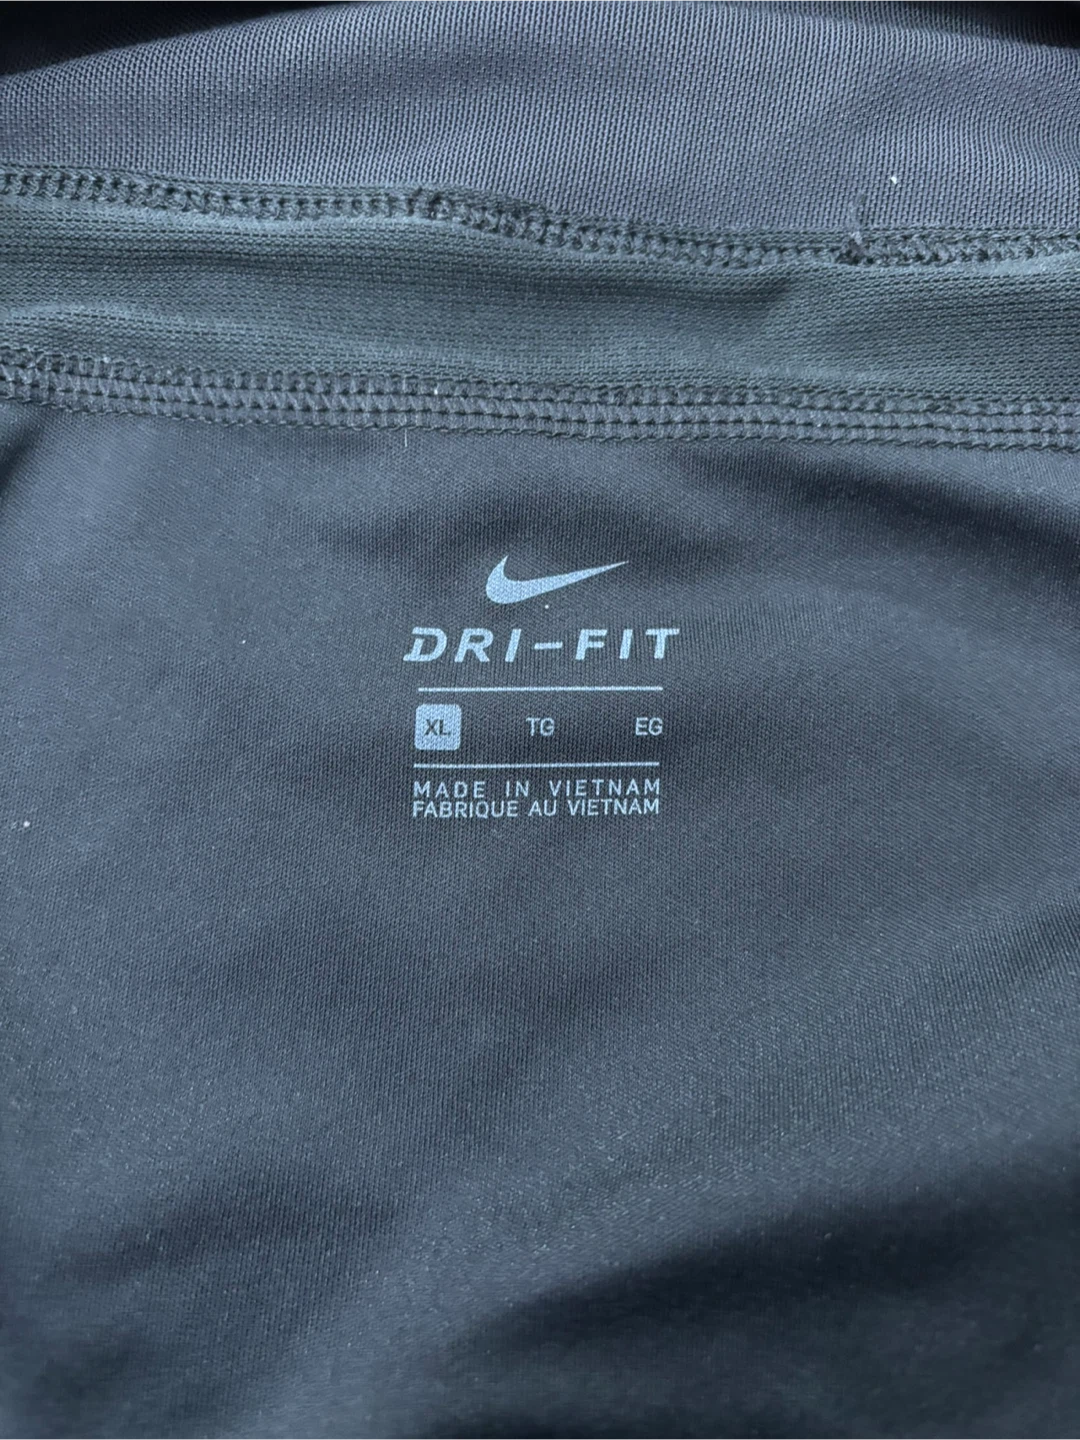 DRI-FIT
XL TG EG
MADE IN VIETNAM
FABRIQUE AU VIETNAM